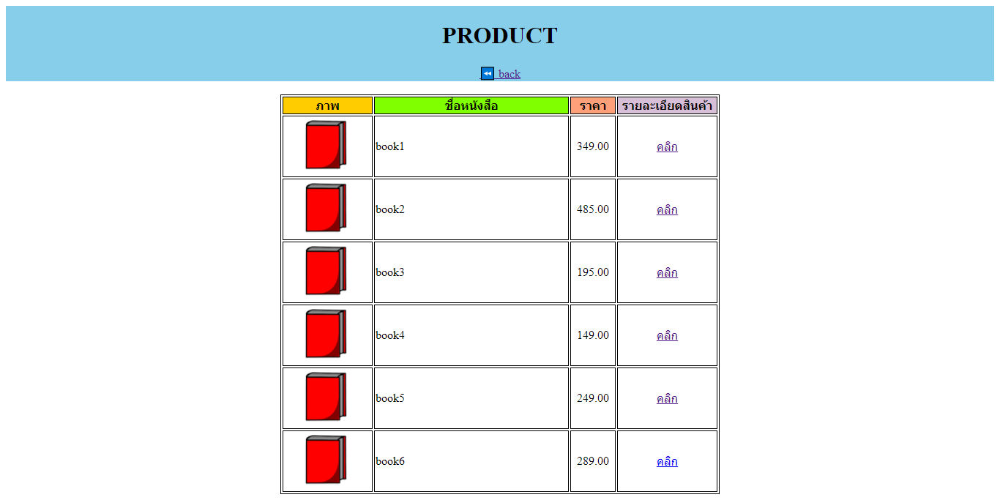 PRODUCT
⏪ back
ภาพ ชื่อหนังสือ ราคา รายละเอียดสินค้า
book1 349.00 คลิก
book2 485.00 คลิก
book3 195.00 คลิก
book4 149.00 คลิก
book5 249.00 คลิก
book6 289.00 คลิก